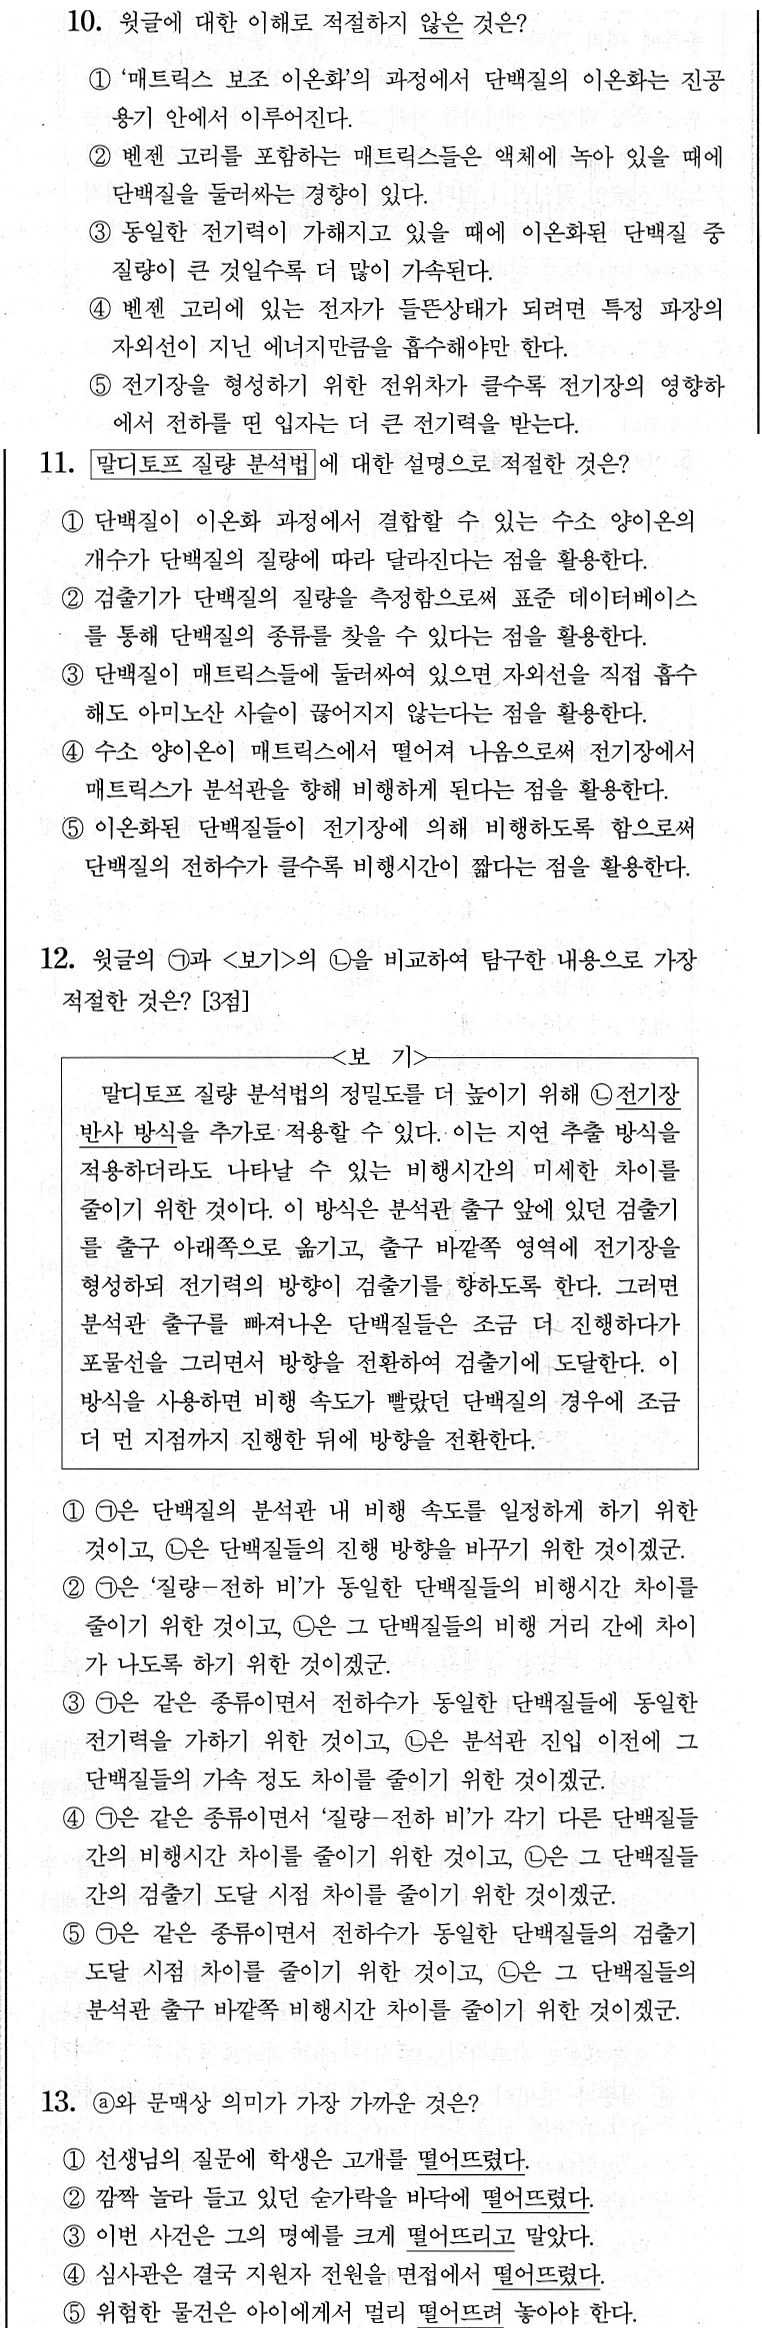 10. 윗글에 대한 이해로 적절하지 않은 것은?
① ‘매트릭스 보조 이온화’의 과정에서 단백질의 이온화는 진공
용기 안에서 이루어진다.
② 벤젠 고리를 포함하는 매트릭스들은 액체에 녹아 있을 때에
단백질을 둘러싸는 경향이 있다.
③ 동일한 전기력이 가해지고 있을 때에 이온화된 단백질 중
질량이 큰 것일수록 더 많이 가속된다.
④ 벤젠 고리에 있는 전자가 들뜬상태가 되려면 특정 파장의
자외선이 지닌 에너지만큼을 흡수해야만 한다.
⑤ 전기장을 형성하기 위한 전위차가 클수록 전기장의 영향하
에서 전하를 띤 입자는 더 큰 전기력을 받는다.
11. 말디토프 질량 분석법에 대한 설명으로 적절한 것은?
① 단백질이 이온화 과정에서 결합할 수 있는 수소 양이온의
개수가 단백질의 질량에 따라 달라진다는 점을 활용한다.
② 검출기가 단백질의 질량을 측정함으로써 표준 데이터베이스
를 통해 단백질의 종류를 찾을 수 있다는 점을 활용한다.
③ 단백질이 매트릭스들에 둘러싸여 있으면 자외선을 직접 흡수
해도 아미노산 사슬이 끊어지지 않는다는 점을 활용한다.
④ 수소 양이온이 매트릭스에서 떨어져 나옴으로써 전기장에서
매트릭스가 분석관을 향해 비행하게 된다는 점을 활용한다.
⑤ 이온화된 단백질들이 전기장에 의해 비행하도록 함으로써
단백질의 전하수가 클수록 비행시간이 짧다는 점을 활용한다.
12. 윗글의 ㉠과 <보기>의 ㉡을 비교하여 탐구한 내용으로 가장
적절한 것은? [3점]
<보 기>
말디토프 질량 분석법의 정밀도를 더 높이기 위해 ㉡전기장
반사 방식을 추가로 적용할 수 있다. 이는 지연 추출 방식을
적용하더라도 나타날 수 있는 비행시간의 미세한 차이를
줄이기 위한 것이다. 이 방식은 분석관 출구 앞에 있던 검출기
를 출구 아래쪽으로 옮기고, 출구 바깥쪽 영역에 전기장을
형성하되 전기력의 방향이 검출기를 향하도록 한다. 그러면
분석관 출구를 빠져나온 단백질들은 조금 더 진행하다가
포물선을 그리면서 방향을 전환하여 검출기에 도달한다. 이
방식을 사용하면 비행 속도가 빨랐던 단백질의 경우에 조금
더 먼 지점까지 진행한 뒤에 방향을 전환한다.
① ㉠은 단백질의 분석관 내 비행 속도를 일정하게 하기 위한
것이고, ㉡은 단백질들의 진행 방향을 바꾸기 위한 것이겠군.
② ㉠은 ‘질량-전하 비’가 동일한 단백질들의 비행시간 차이를
줄이기 위한 것이고, ㉡은 그 단백질들의 비행 거리 간에 차이
가 나도록 하기 위한 것이겠군.
③ ㉠은 같은 종류이면서 전하수가 동일한 단백질들에 동일한
전기력을 가하기 위한 것이고, ㉡은 분석관 진입 이전에 그
단백질들의 가속 정도 차이를 줄이기 위한 것이겠군.
④ ㉠은 같은 종류이면서 ‘질량-전하 비’가 각기 다른 단백질들
간의 비행시간 차이를 줄이기 위한 것이고, ㉡은 그 단백질들
간의 검출기 도달 시점 차이를 줄이기 위한 것이겠군.
⑤ ㉠은 같은 종류이면서 전하수가 동일한 단백질들의 검출기
도달 시점 차이를 줄이기 위한 것이고, ㉡은 그 단백질들의
분석관 출구 바깥쪽 비행시간 차이를 줄이기 위한 것이겠군.
13. ⓐ와 문맥상 의미가 가장 가까운 것은?
① 선생님의 질문에 학생은 고개를 떨어뜨렸다.
② 깜짝 놀라 들고 있던 숟가락을 바닥에 떨어뜨렸다.
③ 이번 사건은 그의 명예를 크게 떨어뜨리고 말았다.
④ 심사관은 결국 지원자 전원을 면접에서 떨어뜨렸다.
⑤ 위험한 물건은 아이에게서 멀리 떨어뜨려 놓아야 한다.